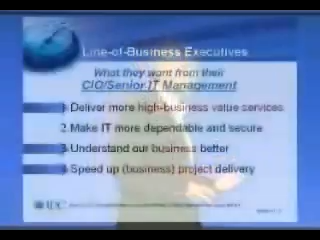 Line-of-Business Executives
What they want from their
CIO/Senior IT Management
1. Deliver more high-business value services
2. Make IT more dependable and secure
3. Understand our business better
4. Speed up (business) project delivery
IDC